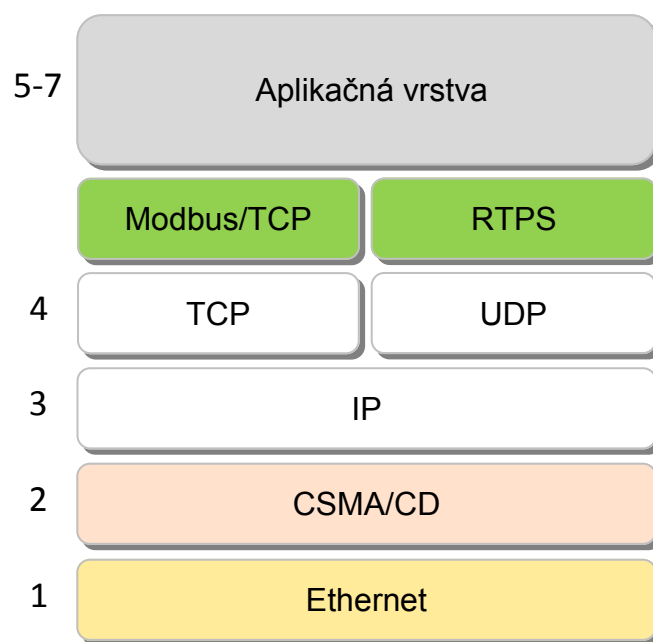 5-7
Aplikačná vrstva
Modbus/TCP
RTPS
4
TCP
UDP
3
IP
2
CSMA/CD
1
Ethernet